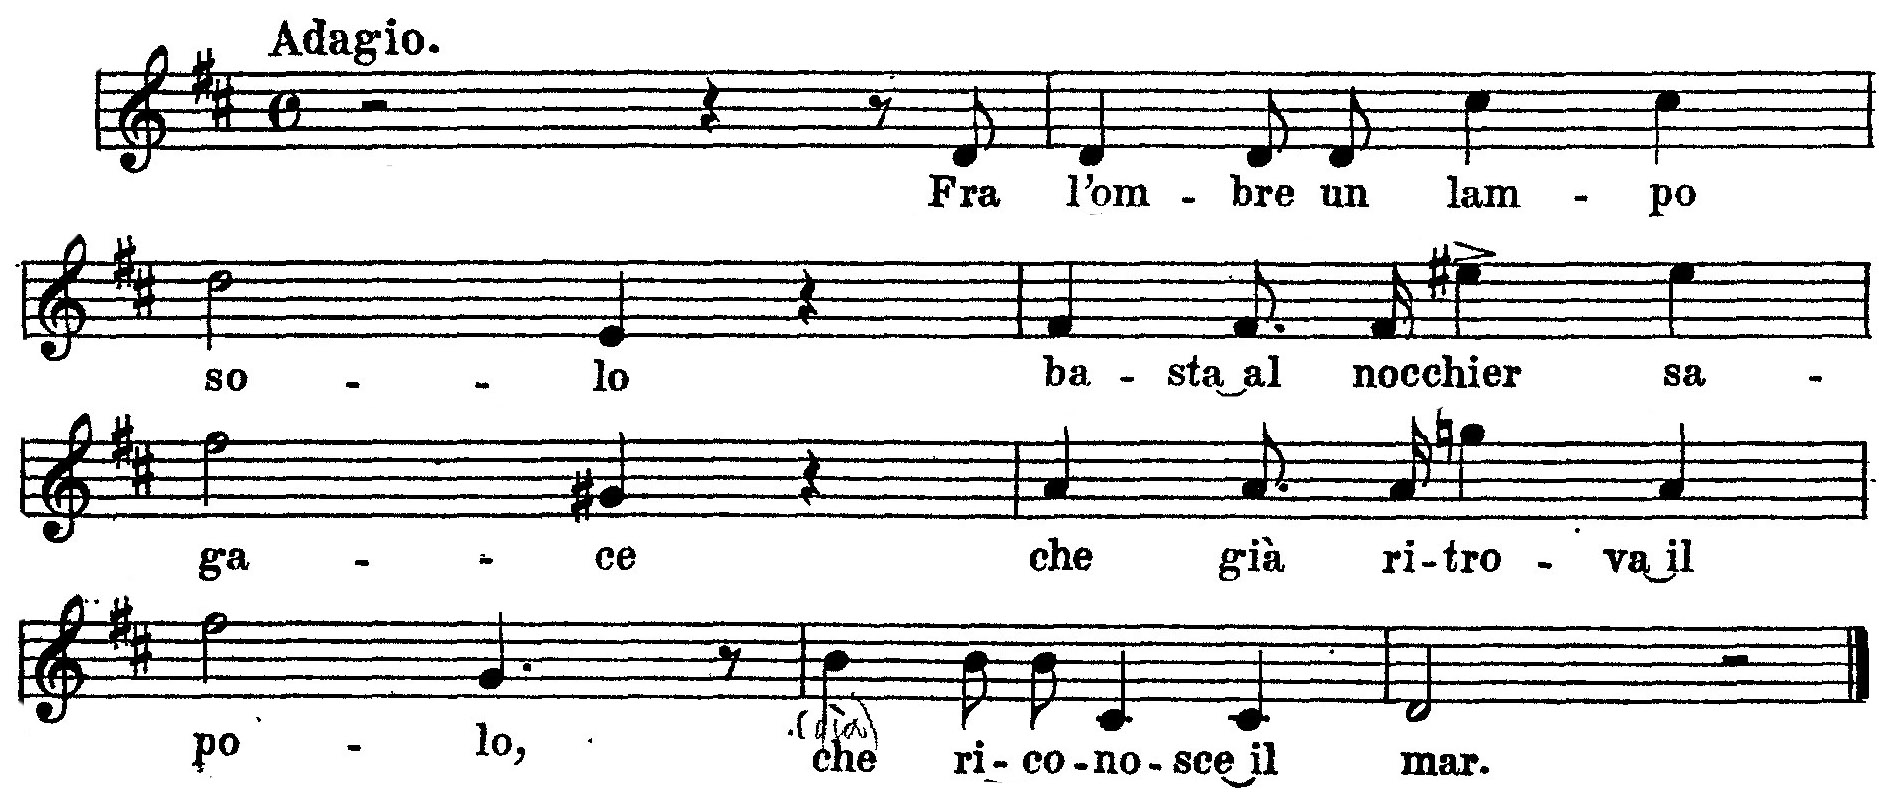 Adagio.
Fra l'om - bre un lam - po
so - - lo ba - sta al nocchier sa -
ga - - ce che già ri - tro - va il
po - lo, che ri - co - no - sce il mar.